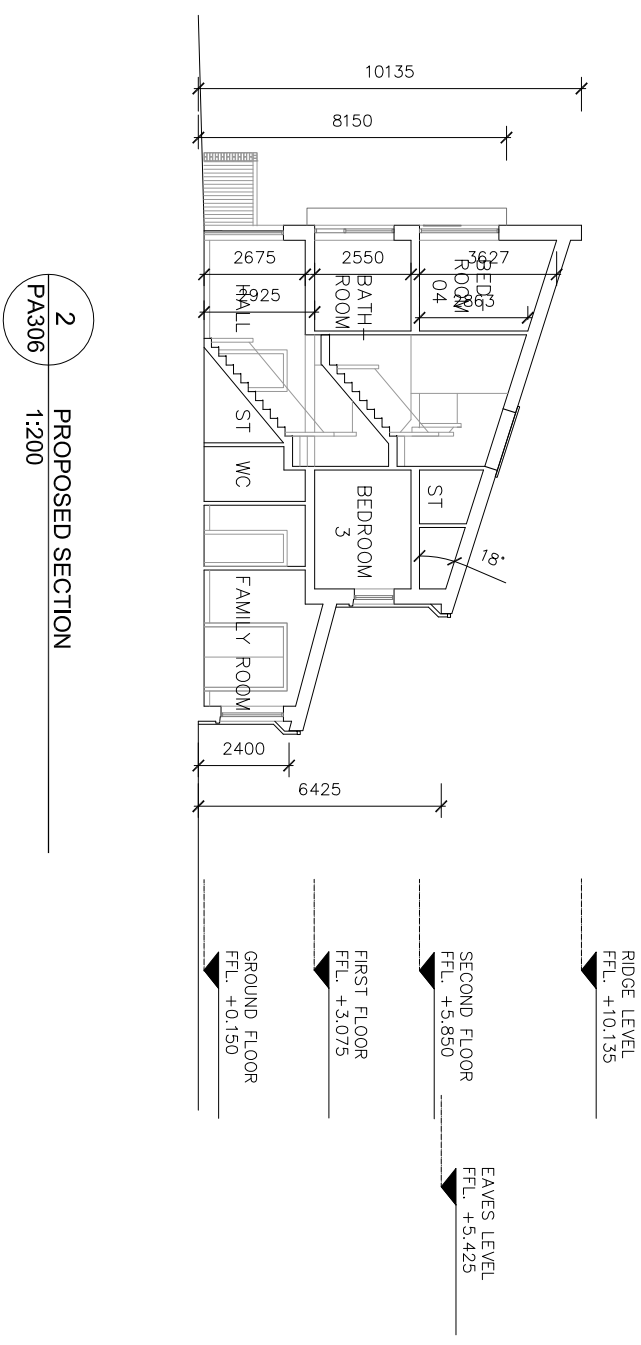 10135
8150
2675
2550
3627
2925
2863
BED-
ROOM
04
BATH-
ROOM
HALL
ST
WC
ST
BEDROOM
3
18°
FAMILY ROOM
2400
6425
RIDGE LEVEL
FFL. +10.135
SECOND FLOOR
FFL. +5.850
FIRST FLOOR
FFL. +3.075
GROUND FLOOR
FFL. +0.150
EAVES LEVEL
FFL. +5.425
2
PA306
PROPOSED SECTION
1:200